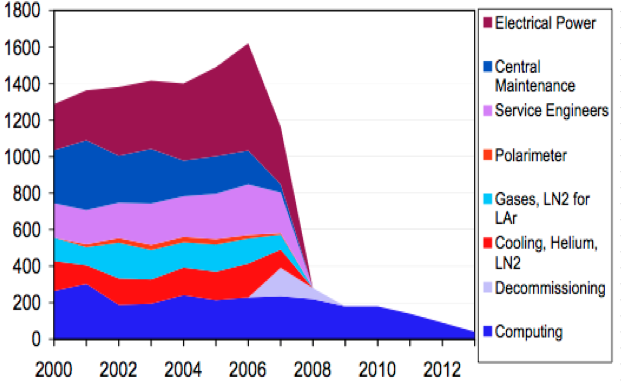 1800
1600
1400
1200
1000
800
600
400
200
0
2000 2002 2004 2006 2008 2010 2012
Electrical Power
Central
Maintenance
Service Engineers
Polarimeter
Gases, LN2 for
LAr
Cooling, Helium,
LN2
Decommissioning
Computing